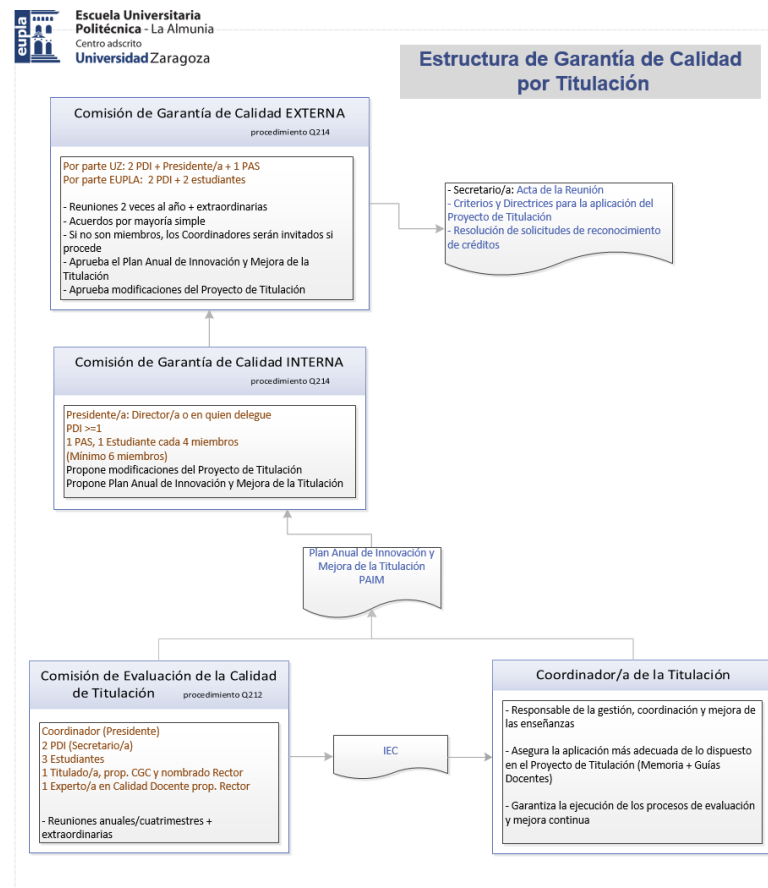 eupla
Escuela Universitaria
Politécnica - La Almunia
Centro adscrito
Universidad Zaragoza
Estructura de Garantía de Calidad
por Titulación
Comisión de Garantía de Calidad EXTERNA
procedimiento Q214
Por parte UZ: 2 PDI + Presidente/a + 1 PAS
Por parte EUPLA:  2 PDI + 2 estudiantes
- Reuniones 2 veces al año + extraordinarias
- Acuerdos por mayoría simple
- Si no son miembros, los Coordinadores serán invitados si
procede
- Aprueba el Plan Anual de Innovación y Mejora de la
Titulación
- Aprueba modificaciones del Proyecto de Titulación
- Secretario/a: Acta de la Reunión
- Criterios y Directrices para la aplicación del
Proyecto de Titulación
- Resolución de solicitudes de reconocimiento
de créditos
Comisión de Garantía de Calidad INTERNA
procedimiento Q214
Presidente/a: Director/a o en quien delegue
PDI >=1
1 PAS, 1 Estudiante cada 4 miembros
(Mínimo 6 miembros)
Propone modificaciones del Proyecto de Titulación
Propone Plan Anual de Innovación y Mejora de la Titulación
Plan Anual de Innovación y
Mejora de la Titulación
PAIM
Comisión de Evaluación de la Calidad
de Titulación procedimiento Q212
Coordinador (Presidente)
2 PDI (Secretario/a)
3 Estudiantes
1 Titulado/a, prop. CGC y nombrado Rector
1 Experto/a en Calidad Docente prop. Rector
- Reuniones anuales/cuatrimestres +
extraordinarias
IEC
Coordinador/a de la Titulación
- Responsable de la gestión, coordinación y mejora de
las enseñanzas
- Asegura la aplicación más adecuada de lo dispuesto
en el Proyecto de Titulación (Memoria + Guías
Docentes)
- Garantiza la ejecución de los procesos de evaluación
y mejora continua